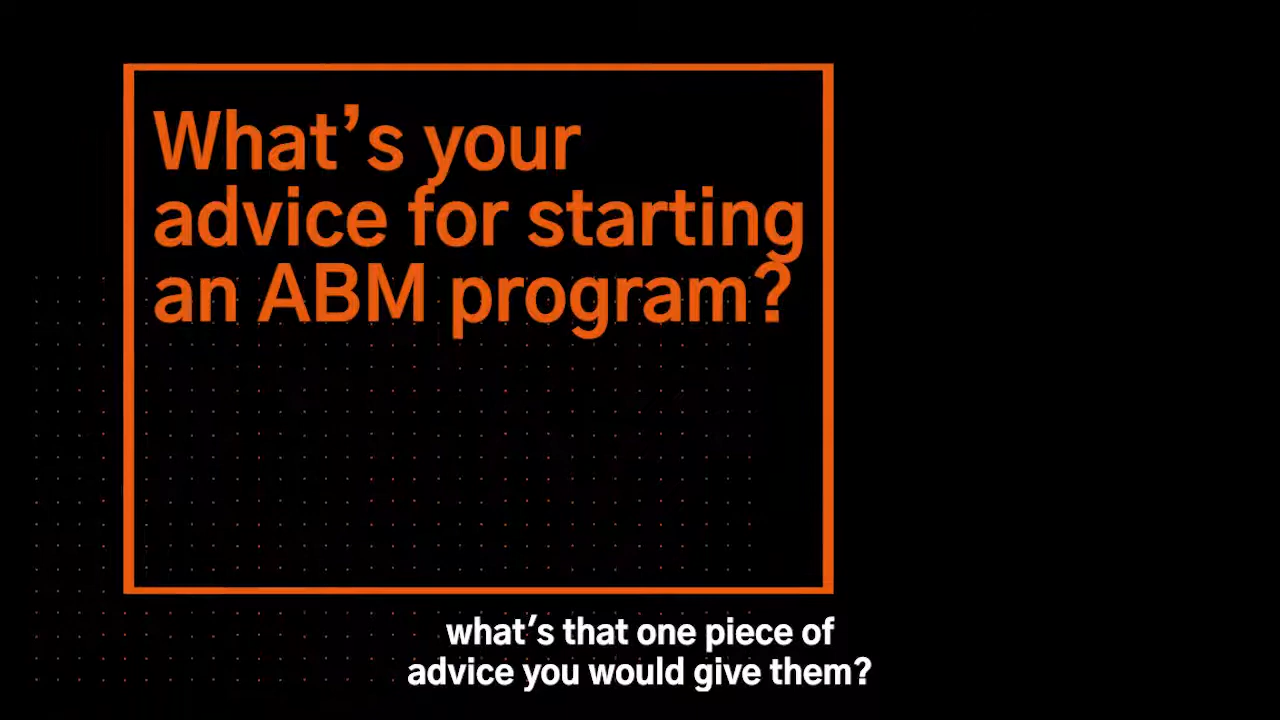 What’s your
advice for starting
an ABM program?
what’s that one piece of
advice you would give them?